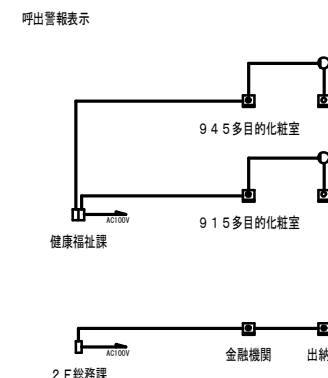 呼出警報表示
945多目的化粧室
AC100V
915多目的化粧室
健康福祉課
AC100V
金融機関 出納
2F総務課